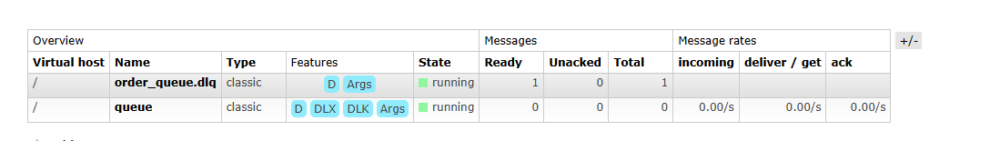 Overview Messages Message rates +/-
Virtual host Name Type Features State Ready Unacked Total incoming deliver / get ack
/ order_queue.dlq classic D Args running 1 0 1
/ queue classic D DLX DLK Args running 0 0 0 0.00/s 0.00/s 0.00/s